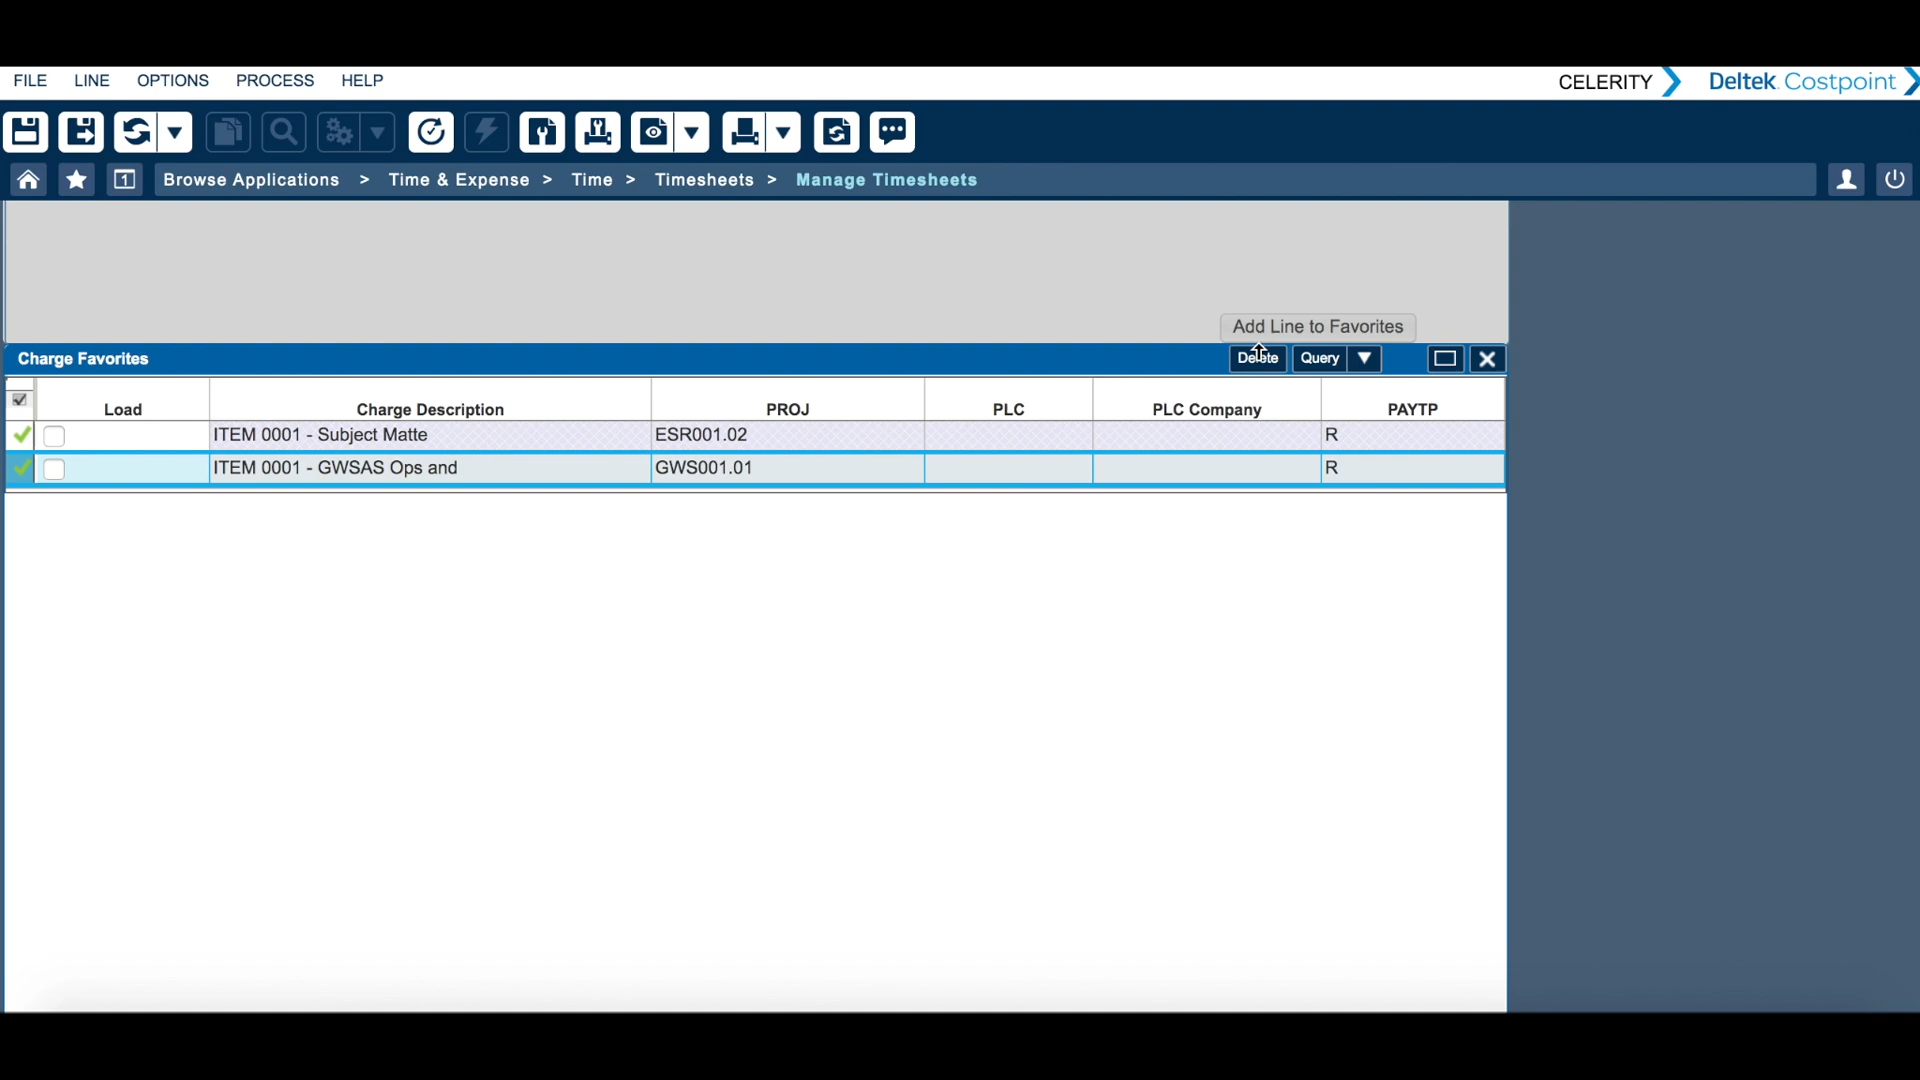 FILE LINE OPTIONS PROCESS HELP CELERITY Deltek Costpoint
1 Browse Applications > Time & Expense > Time > Timesheets > Manage Timesheets
Add Line to Favorites
Charge Favorites Delete Query
Load Charge Description PROJ PLC PLC Company PAYTP
ITEM 0001 - Subject Matte ESR001.02 R
ITEM 0001 - GWSAS Ops and GWS001.01 R